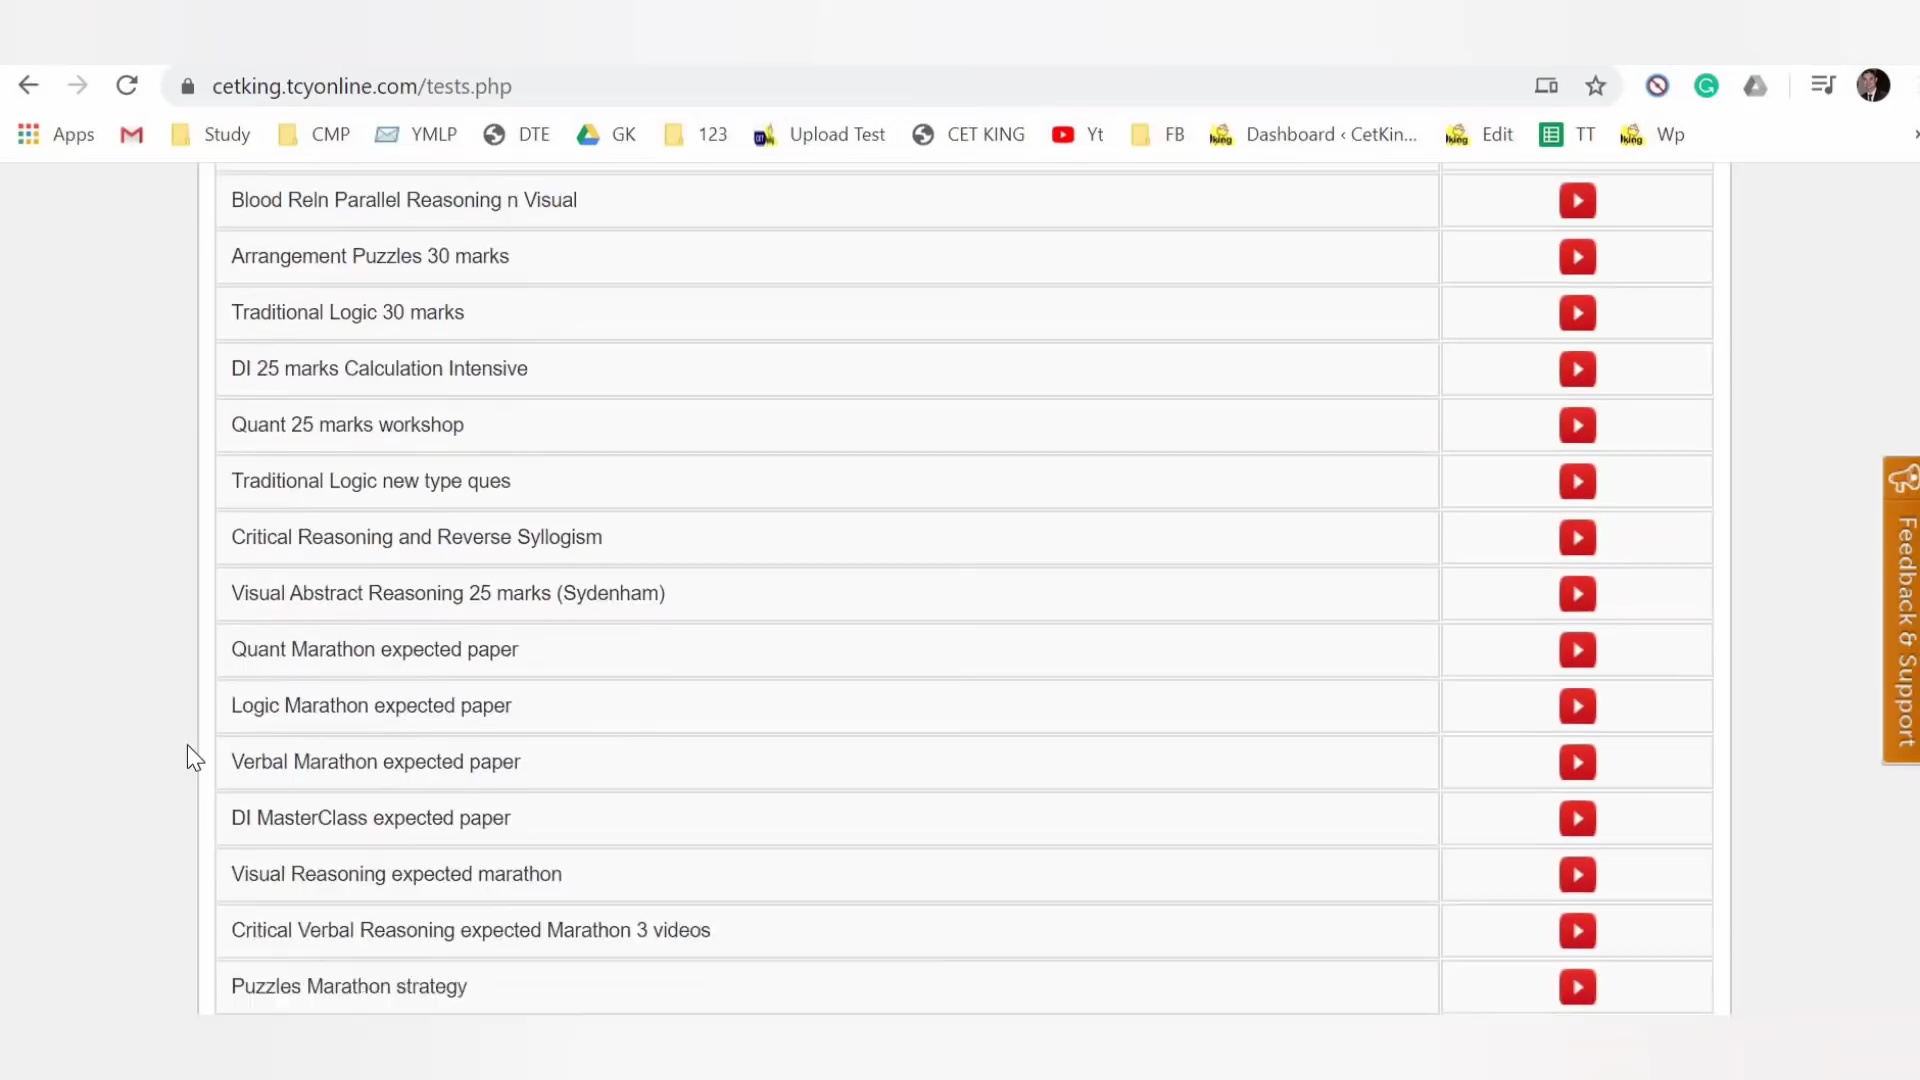 cetking.tcyonline.com/tests.php
Apps Study CMP YMLP DTE GK 123 Upload Test CET KING Yt FB Dashboard ‹ CetKin... Edit TT Wp
Blood Reln Parallel Reasoning n Visual
Arrangement Puzzles 30 marks
Traditional Logic 30 marks
DI 25 marks Calculation Intensive
Quant 25 marks workshop
Traditional Logic new type ques
Critical Reasoning and Reverse Syllogism
Visual Abstract Reasoning 25 marks (Sydenham)
Quant Marathon expected paper
Logic Marathon expected paper
Verbal Marathon expected paper
DI MasterClass expected paper
Visual Reasoning expected marathon
Critical Verbal Reasoning expected Marathon 3 videos
Puzzles Marathon strategy
Feedback & Support